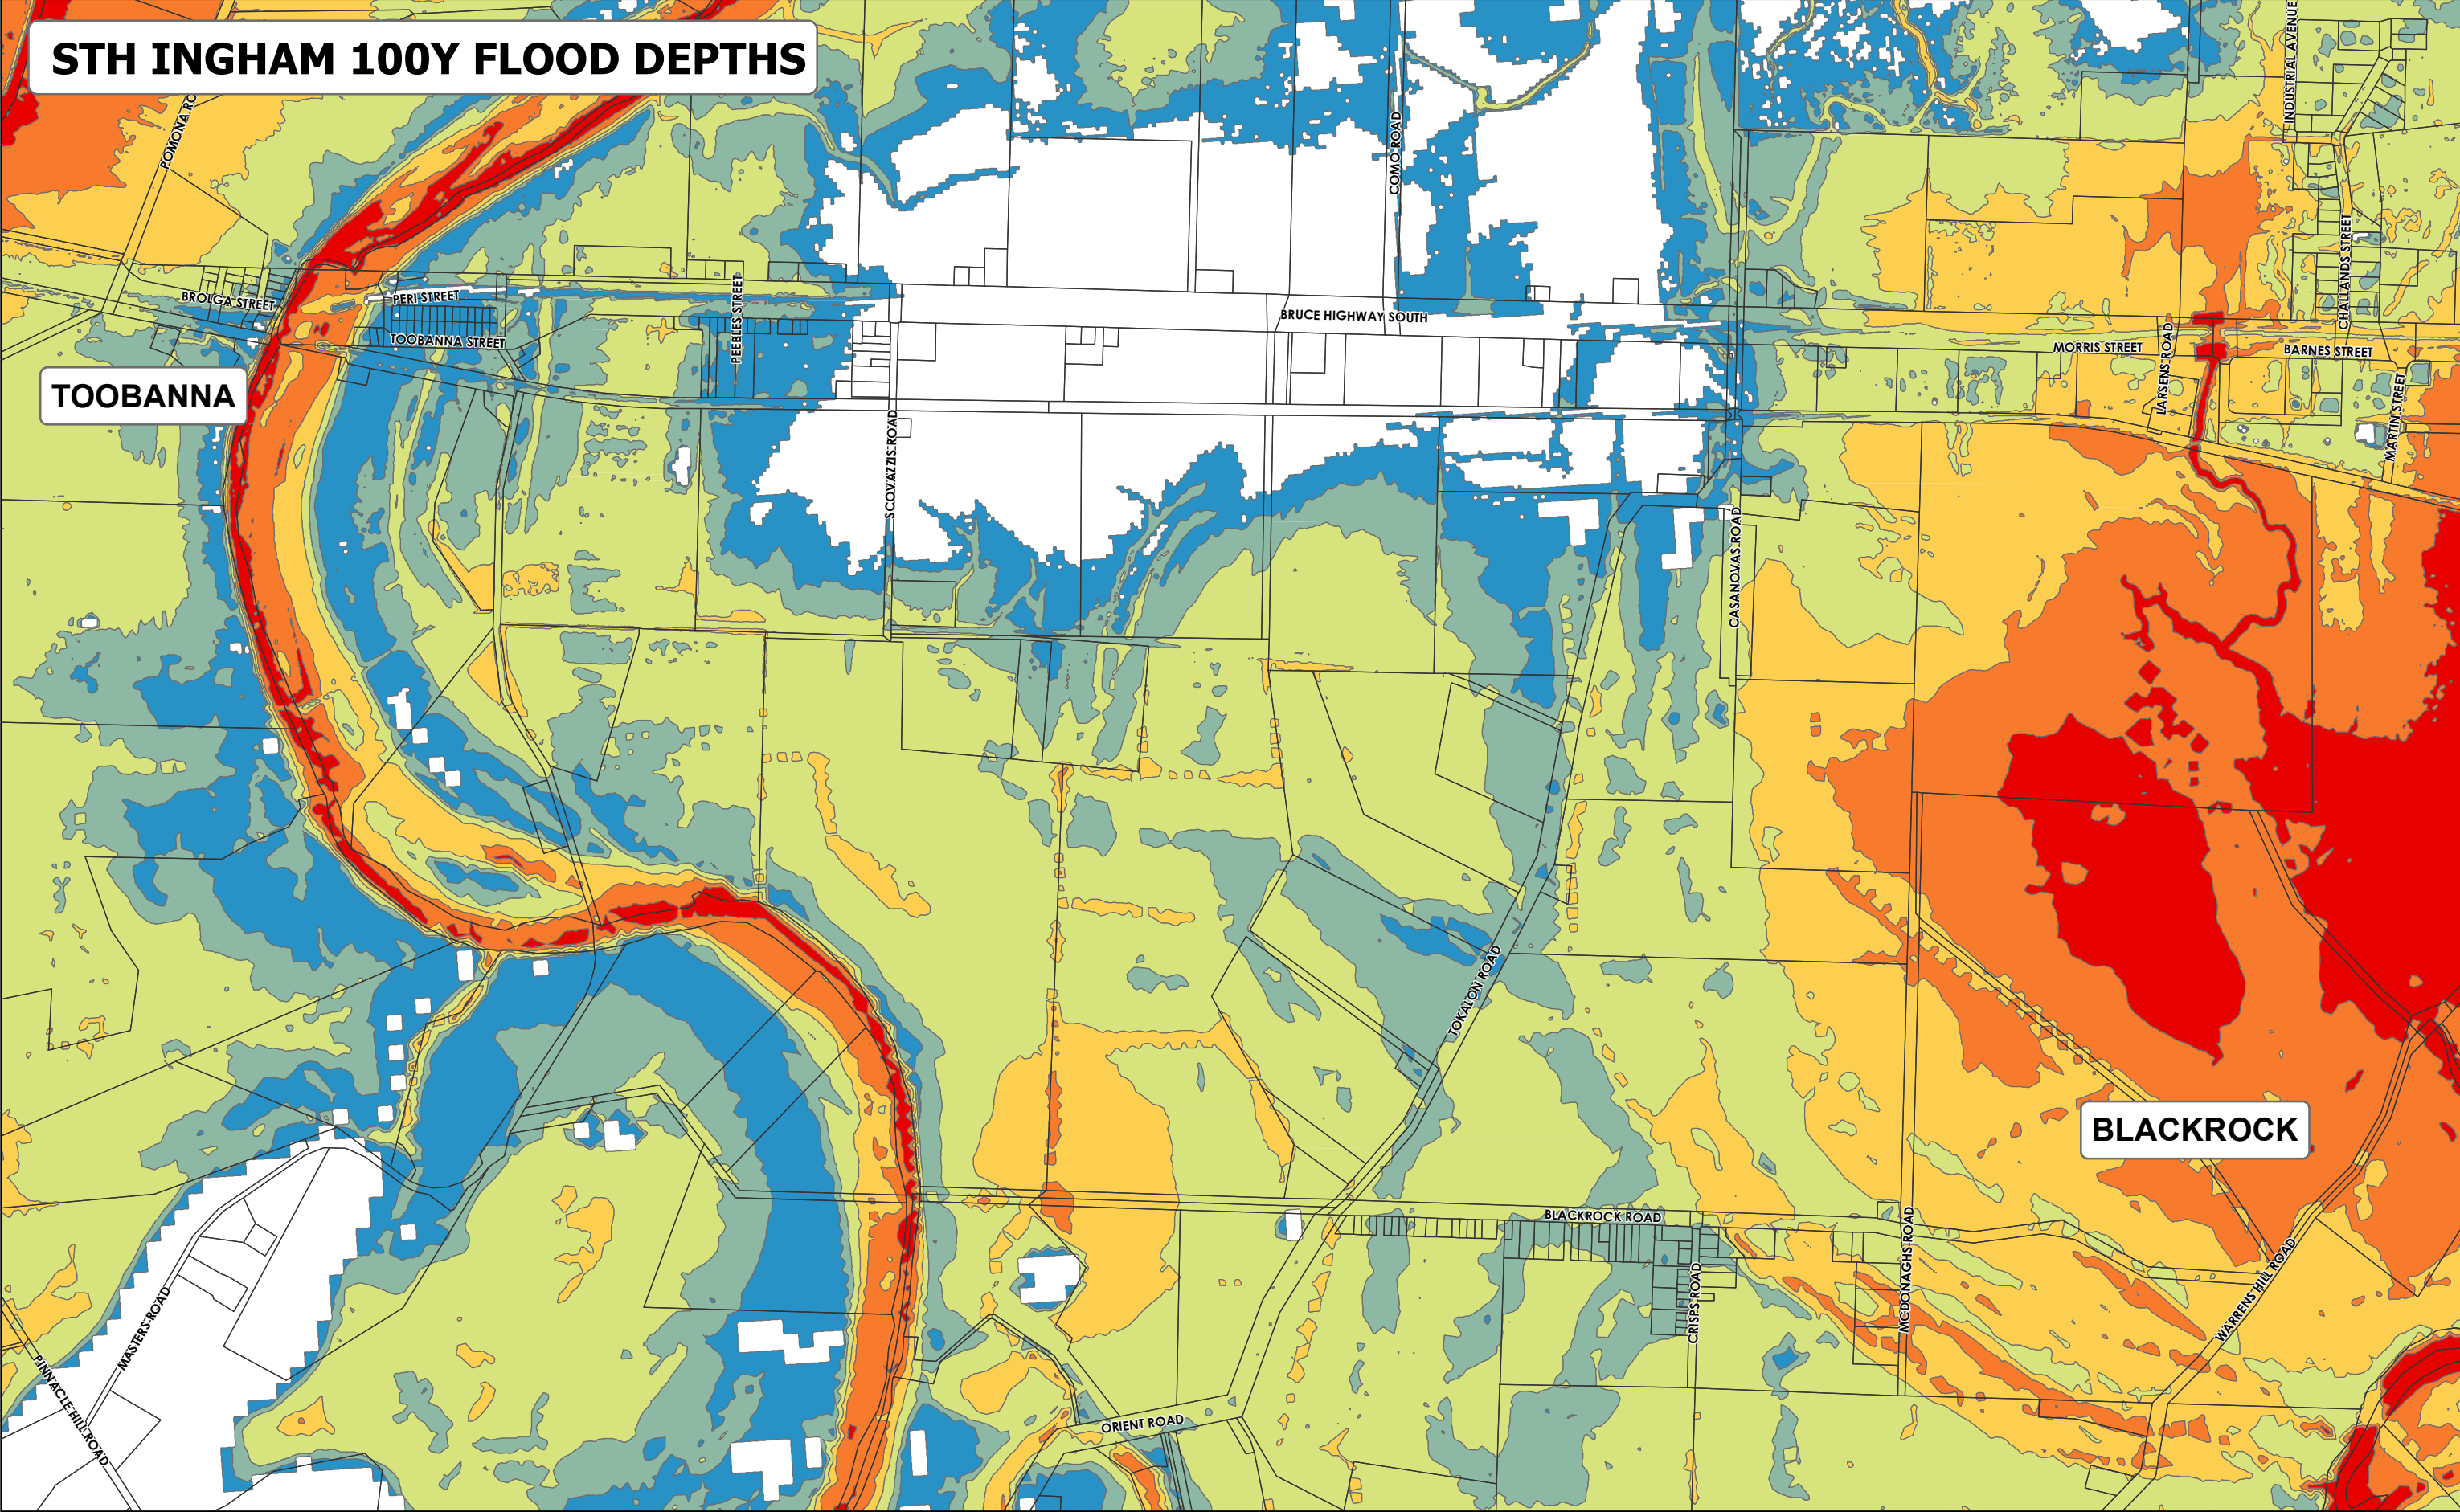 STH INGHAM 100Y FLOOD DEPTHS
INDUSTRIAL AVENUE
COMO ROAD
CHALLANDS STREET
BROLGA STREET
PERI STREET
PEEBLES STREET
BRUCE HIGHWAY SOUTH
TOOBANNA STREET
LARSENS ROAD
MORRIS STREET
BARNES STREET
TOOBANNA
MARTIN STREET
SCOVAZZIS ROAD
CASANOVAS ROAD
TOKALON ROAD
BLACKROCK
BLACKROCK ROAD
MCDONAGHS ROAD
CRISPS ROAD
WARRENS HILL ROAD
MASTERS ROAD
PINNACLE HILL ROAD
ORIENT ROAD